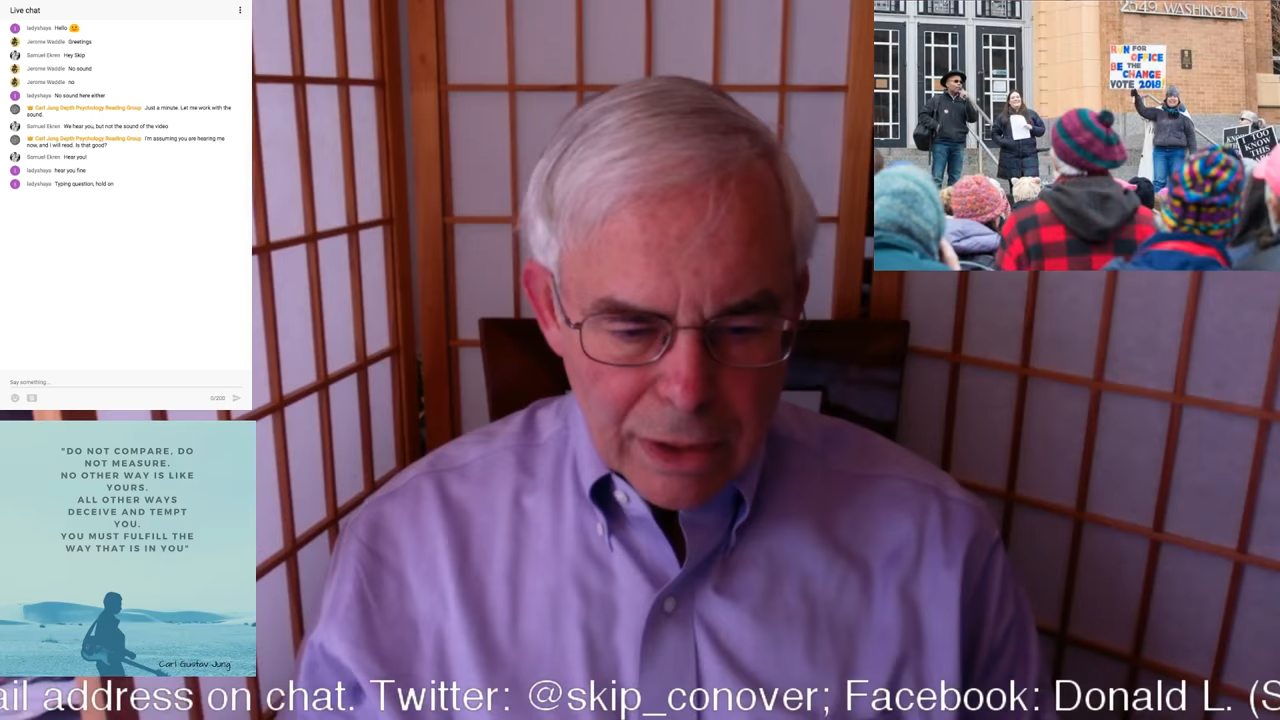 Live chat
ladyshaya Hello
Jerome Weddle Greetings
Samuel Ekren Hey Skip
Jerome Weddle No sound
Jerome Weddle no
ladyshaya No sound here either
Carl Jung Depth Psychology Reading Group Just a minute. Let me work with the
sound.
Samuel Ekren We hear you, but not the sound of the video
Carl Jung Depth Psychology Reading Group I'm assuming you are hearing me
now, and I will read. Is that good?
Samuel Ekren Hear you!
ladyshaya hear you fine
ladyshaya Typing question, hold on
Say something...
0/200
2549 WASHINGTON
RUN FOR
OFFICE
BE THE
CHANGE
VOTE 2018!
TOO
KNOW
THIS
"DO NOT COMPARE, DO
NOT MEASURE.
NO OTHER WAY IS LIKE
YOURS.
ALL OTHER WAYS
DECEIVE AND TEMPT
YOU.
YOU MUST FULFILL THE
WAY THAT IS IN YOU"
Carl Gustav Jung
ail address on chat. Twitter: @skip_conover; Facebook: Donald L. (S